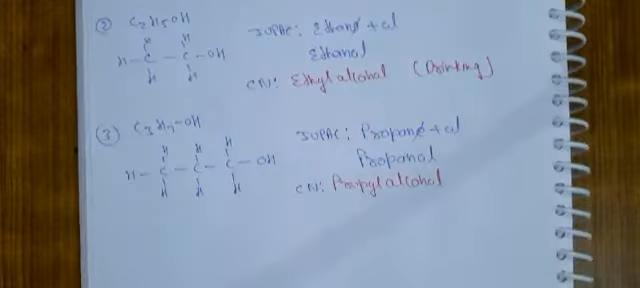 ② C₂H₅OH
IUPAC: Ethane + ol
H H
H - C - C - OH
H H
Ethanol
CN: Ethyl alcohol (Drinking)
③ C₃H₇-OH
IUPAC: Propane + ol
H H H
H - C - C - C - OH
H H H
Propanol
CN: Propyl alcohol